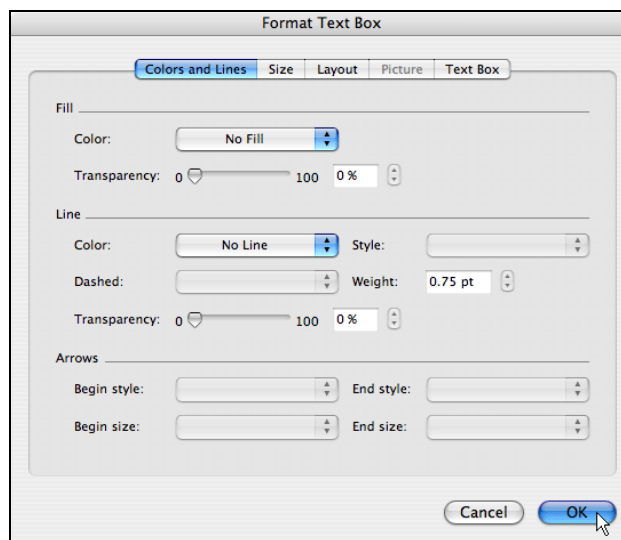 Format Text Box
Colors and Lines Size Layout Picture Text Box
Fill
Color: No Fill
Transparency: 0 100 0 %
Line
Color: No Line Style:
Dashed: Weight: 0.75 pt
Transparency: 0 100 0 %
Arrows
Begin style: End style:
Begin size: End size:
Cancel OK